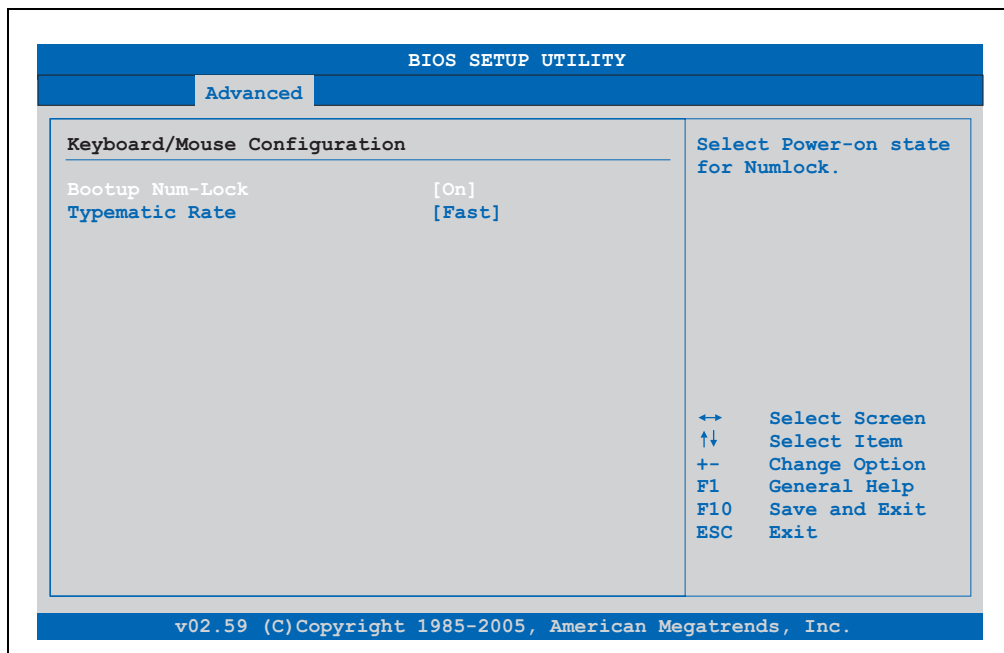 BIOS SETUP UTILITY
Advanced
Keyboard/Mouse Configuration
Bootup Num-Lock [On]
Typematic Rate [Fast]
Select Power-on state
for Numlock.
↔ Select Screen
↑↓ Select Item
+- Change Option
F1 General Help
F10 Save and Exit
ESC Exit
v02.59 (C)Copyright 1985-2005, American Megatrends, Inc.